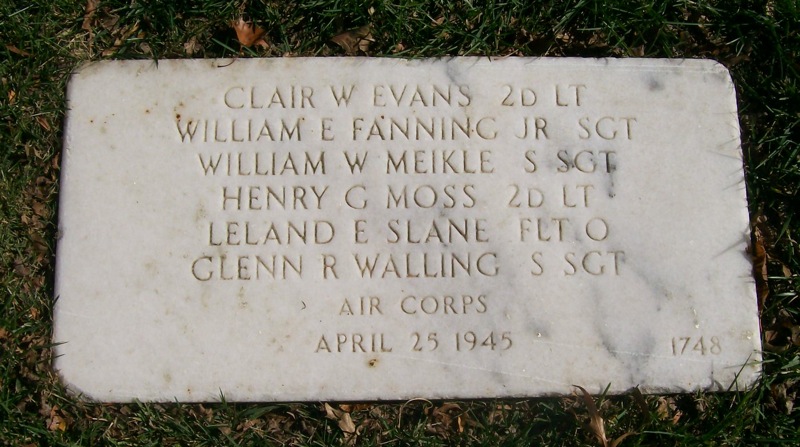 CLAIR W EVANS 2D LT
WILLIAM E FANNING JR SGT
WILLIAM W MEIKLE S SGT
HENRY G MOSS 2D LT
LELAND E SLANE FLT O
GLENN R WALLING S SGT
AIR CORPS
APRIL 25 1945 1748